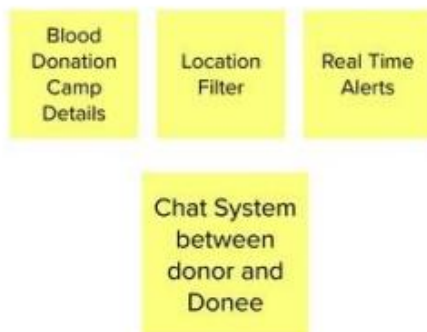 Blood
Donation
Camp
Details
Location
Filter
Real Time
Alerts
Chat System
between
donor and
Donee